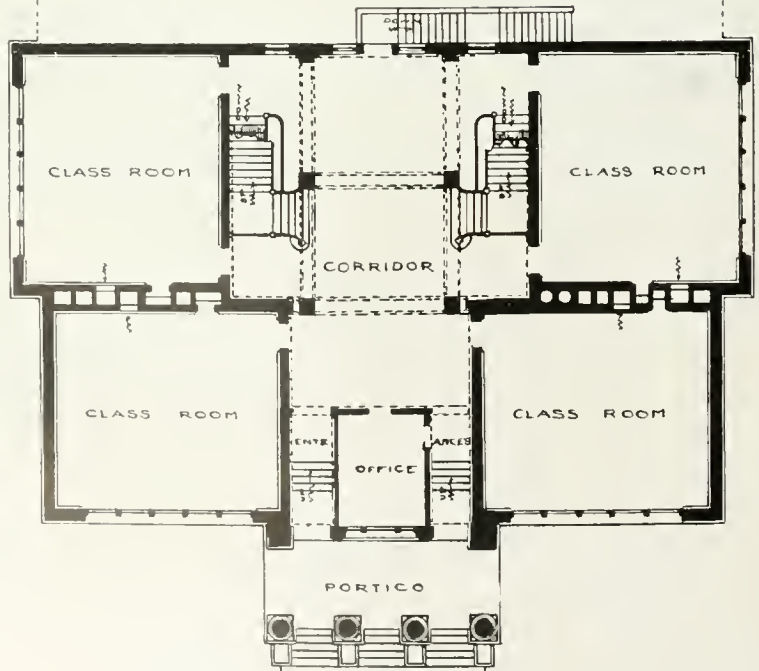 DOWN
CLASS ROOM
CLASS ROOM
CORRIDOR
CLASS ROOM
CLASS ROOM
ENTR
ANCES
OFFICE
PORTICO